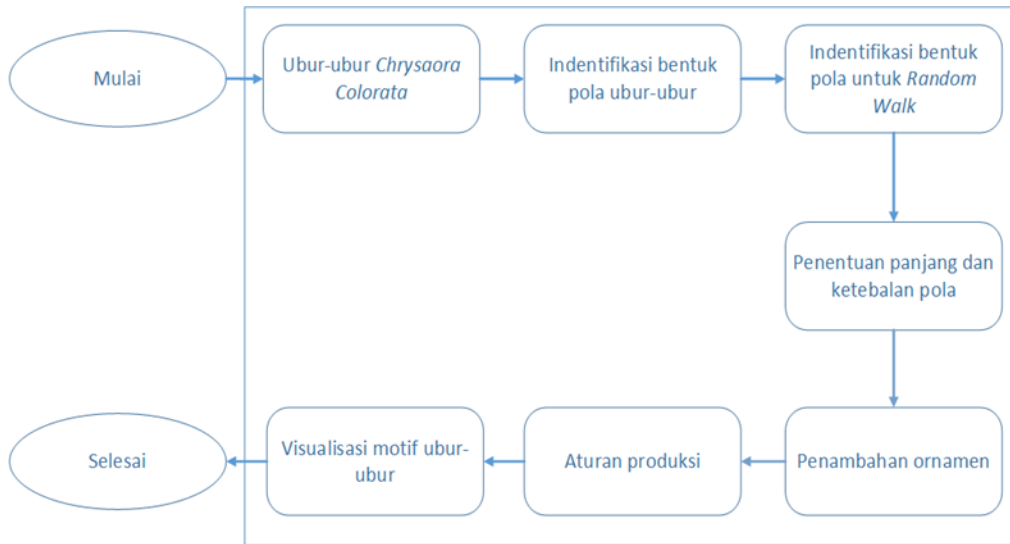 Mulai
Ubur-ubur Chrysaora
Colorata
Indentifikasi bentuk
pola ubur-ubur
Indentifikasi bentuk
pola untuk Random
Walk
Penentuan panjang dan
ketebalan pola
Penambahan ornamen
Aturan produksi
Visualisasi motif ubur-
ubur
Selesai